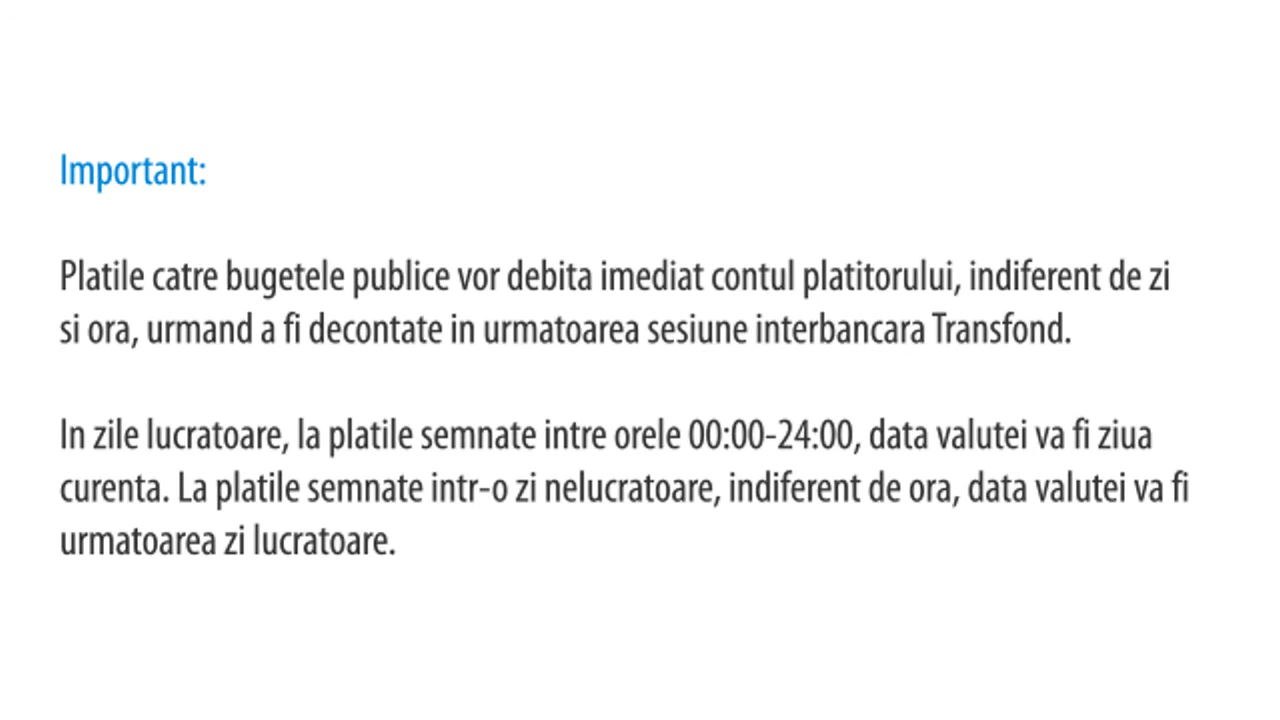 Important:
Platile catre bugetele publice vor debita imediat contul platitorului, indiferent de zi
si ora, urmand a fi decontate in urmatoarea sesiune interbancara Transfond.
In zile lucratoare, la platile semnate intre orele 00:00-24:00, data valutei va fi ziua
curenta. La platile semnate intr-o zi nelucratoare, indiferent de ora, data valutei va fi
urmatoarea zi lucratoare.